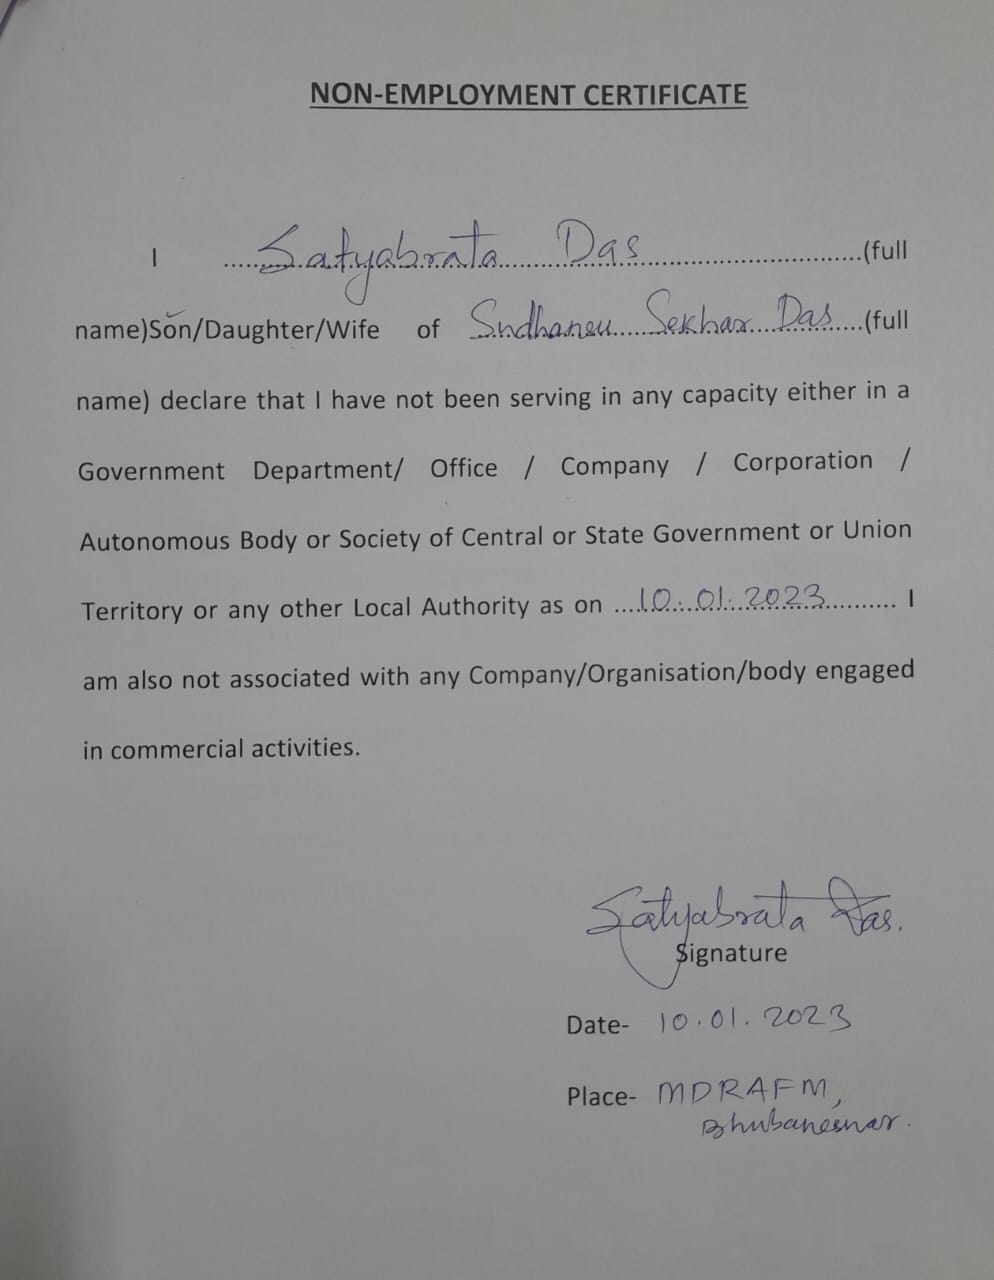 NON-EMPLOYMENT CERTIFICATE
I ........Satyabrata Das........(full
name)Son/Daughter/Wife of Sudhansu Sekhar Das....(full
name) declare that I have not been serving in any capacity either in a
Government Department/ Office / Company / Corporation /
Autonomous Body or Society of Central or State Government or Union
Territory or any other Local Authority as on ....10.01.2023.......... I
am also not associated with any Company/Organisation/body engaged
in commercial activities.
Satyabrata Das.
Signature
Date- 10.01.2023
Place- MDRAFM,
Bhubaneswar.